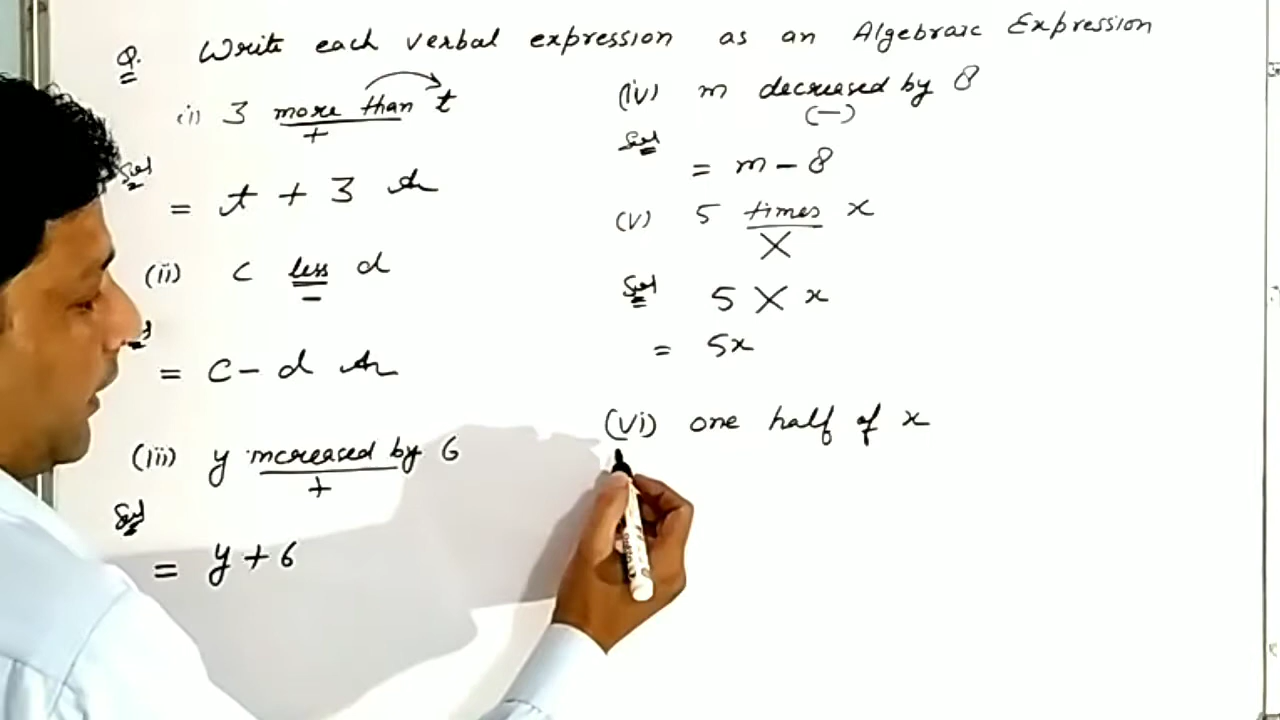 Q. Write each verbal expression as an Algebraic Expression
(i) 3 more than t
+
Sol
= t + 3 Ans
(ii) c less d
−
= c − d Ans
(iii) y increased by 6
+
Sol
= y + 6
(iv) m decreased by 8
(−)
Sol
= m − 8
(v) 5 times x
X
Sol
5 X x
= 5x
(vi) one half of x